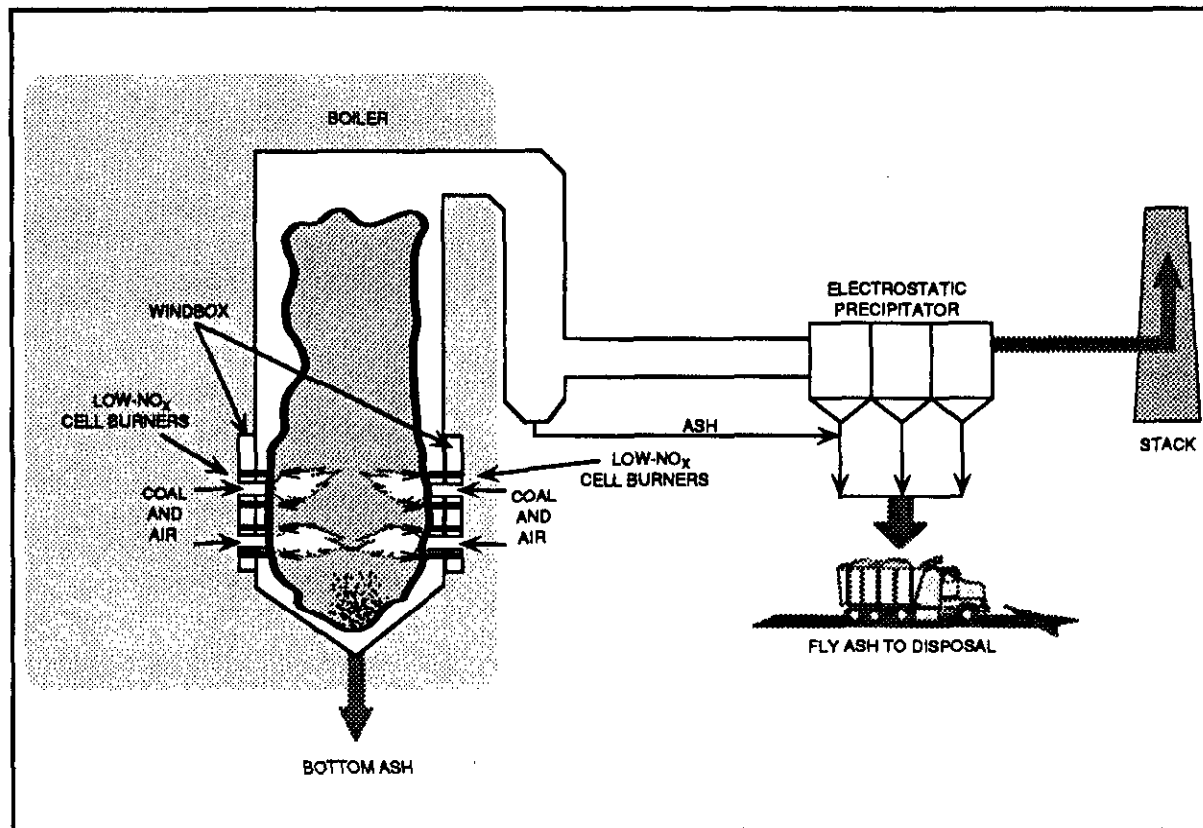 BOILER
WINDBOX
LOW-NOx
CELL BURNERS
COAL
AND
AIR
LOW-NOx
CELL BURNERS
COAL
AND
AIR
ASH
ELECTROSTATIC
PRECIPITATOR
STACK
FLY ASH TO DISPOSAL
BOTTOM ASH